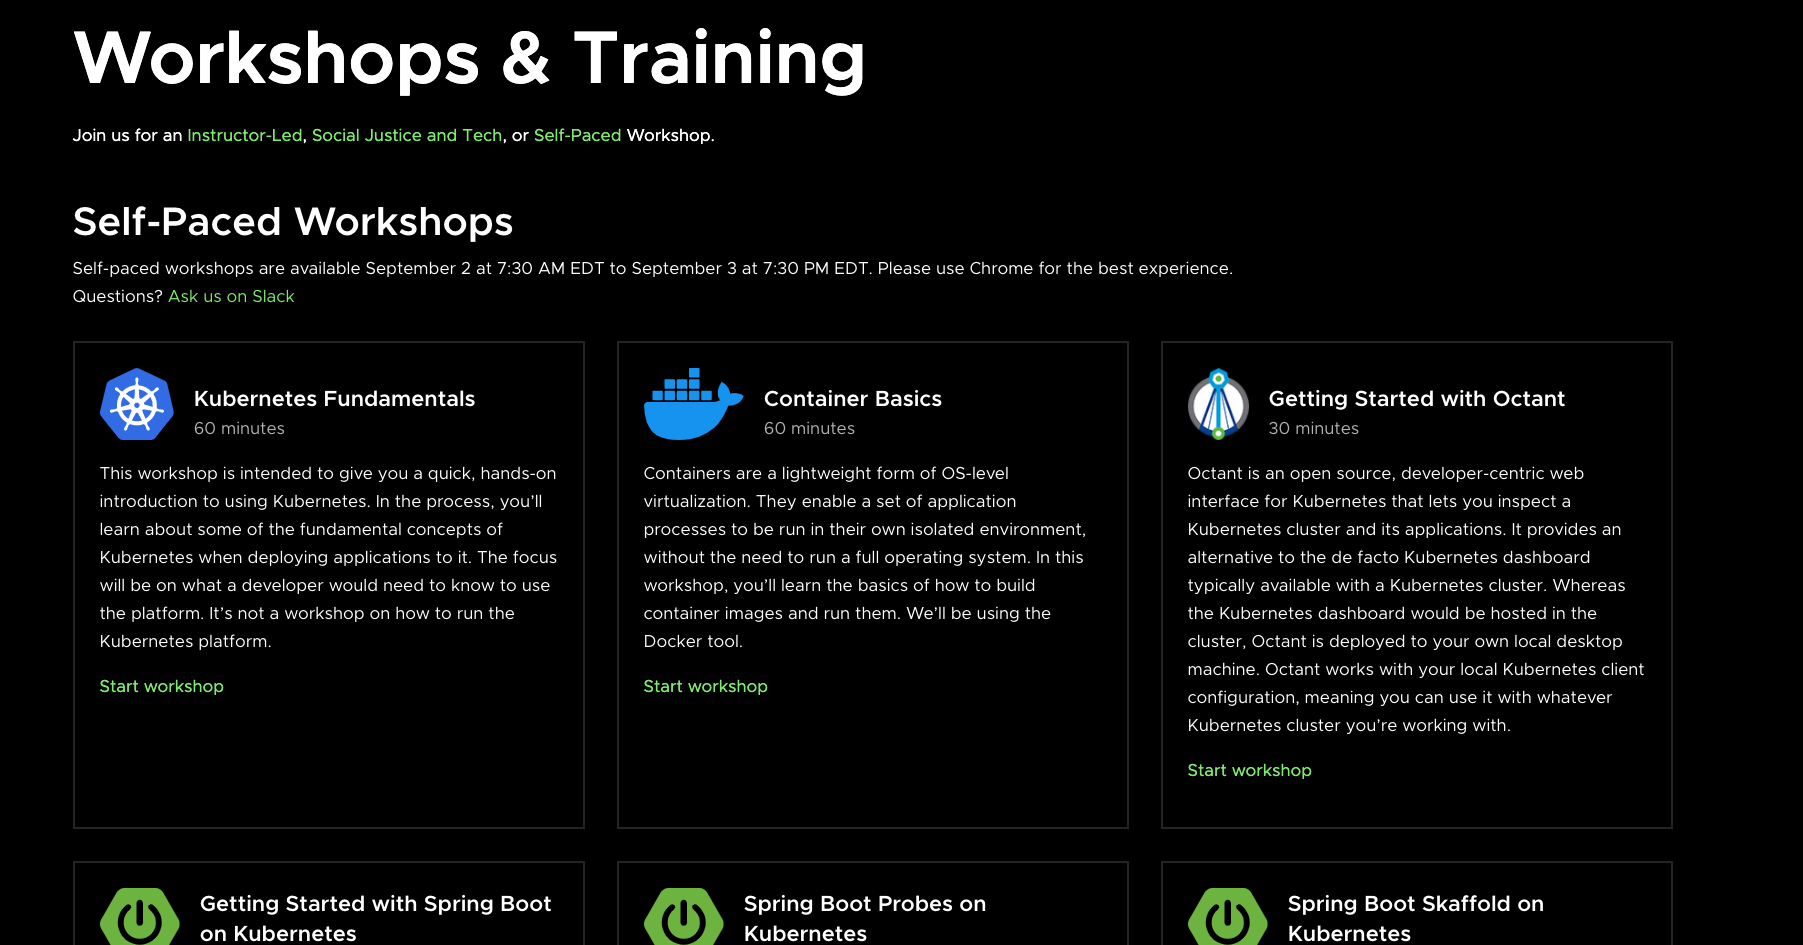 Workshops & Training
Join us for an Instructor-Led, Social Justice and Tech, or Self-Paced Workshop.
Self-Paced Workshops
Self-paced workshops are available September 2 at 7:30 AM EDT to September 3 at 7:30 PM EDT. Please use Chrome for the best experience.
Questions? Ask us on Slack
Kubernetes Fundamentals
60 minutes
This workshop is intended to give you a quick, hands-on
introduction to using Kubernetes. In the process, you’ll
learn about some of the fundamental concepts of
Kubernetes when deploying applications to it. The focus
will be on what a developer would need to know to use
the platform. It’s not a workshop on how to run the
Kubernetes platform.
Start workshop
Container Basics
60 minutes
Containers are a lightweight form of OS-level
virtualization. They enable a set of application
processes to be run in their own isolated environment,
without the need to run a full operating system. In this
workshop, you’ll learn the basics of how to build
container images and run them. We’ll be using the
Docker tool.
Start workshop
Getting Started with Octant
30 minutes
Octant is an open source, developer-centric web
interface for Kubernetes that lets you inspect a
Kubernetes cluster and its applications. It provides an
alternative to the de facto Kubernetes dashboard
typically available with a Kubernetes cluster. Whereas
the Kubernetes dashboard would be hosted in the
cluster, Octant is deployed to your own local desktop
machine. Octant works with your local Kubernetes client
configuration, meaning you can use it with whatever
Kubernetes cluster you’re working with.
Start workshop
Getting Started with Spring Boot
on Kubernetes
Spring Boot Probes on
Kubernetes
Spring Boot Skaffold on
Kubernetes